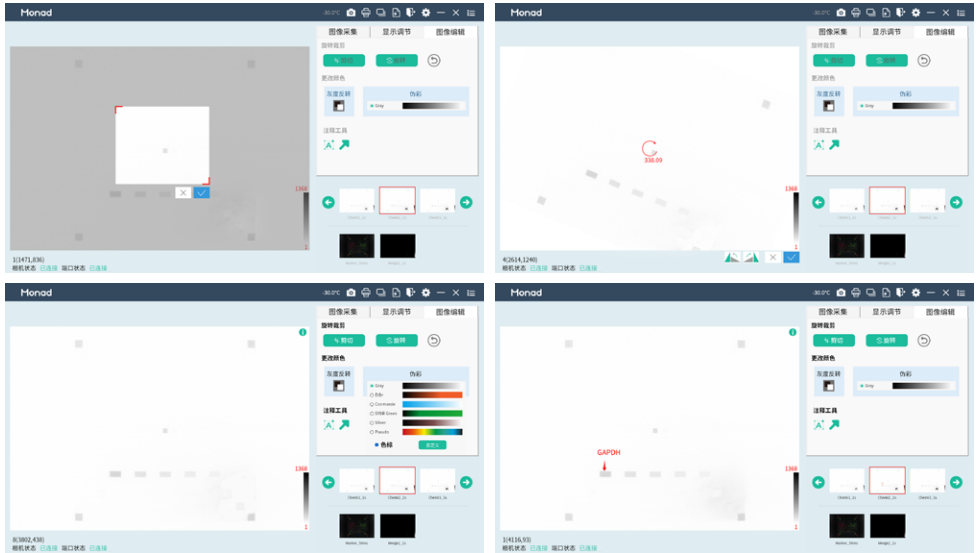 Monad
-30.0°C
图像采集 显示调节 图像编辑
旋转裁剪
剪切 旋转
更改颜色
灰度反转 伪彩
Gray
注释工具
A
1368
1
1(1471,836)
相机状态 已连接 端口状态 已连接
Monad
-30.0°C
图像采集 显示调节 图像编辑
旋转裁剪
剪切 旋转
更改颜色
灰度反转 伪彩
Gray
注释工具
A
338.09
1368
1
4(2614,1240)
相机状态 已连接 端口状态 已连接
Monad
-30.0°C
图像采集 显示调节 图像编辑
旋转裁剪
剪切 旋转
更改颜色
灰度反转 伪彩
Gray
EtBr
Coomassie
SYBR Green
Silver
Pseudo
色标 自定义
注释工具
A
1368
1
8(3802,438)
相机状态 已连接 端口状态 已连接
Monad
-30.0°C
图像采集 显示调节 图像编辑
旋转裁剪
剪切 旋转
更改颜色
灰度反转 伪彩
Gray
注释工具
A
GAPDH
1368
1
1(4116,93)
相机状态 已连接 端口状态 已连接